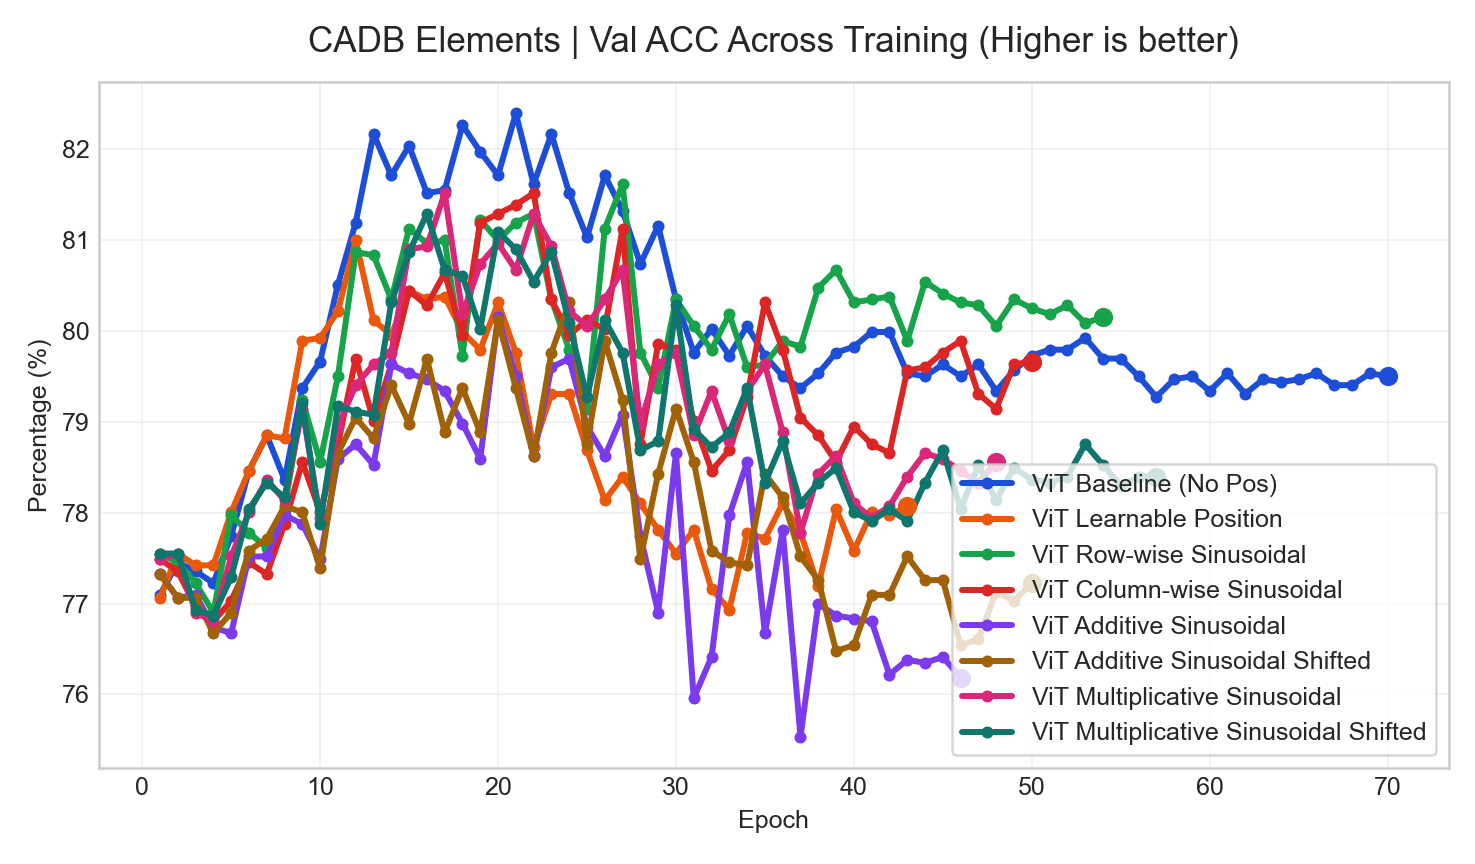 CADB Elements | Val ACC Across Training (Higher is better)
Percentage (%)
82
81
80
79
78
77
76
0 10 20 30 40 50 60 70
Epoch
ViT Baseline (No Pos)
ViT Learnable Position
ViT Row-wise Sinusoidal
ViT Column-wise Sinusoidal
ViT Additive Sinusoidal
ViT Additive Sinusoidal Shifted
ViT Multiplicative Sinusoidal
ViT Multiplicative Sinusoidal Shifted